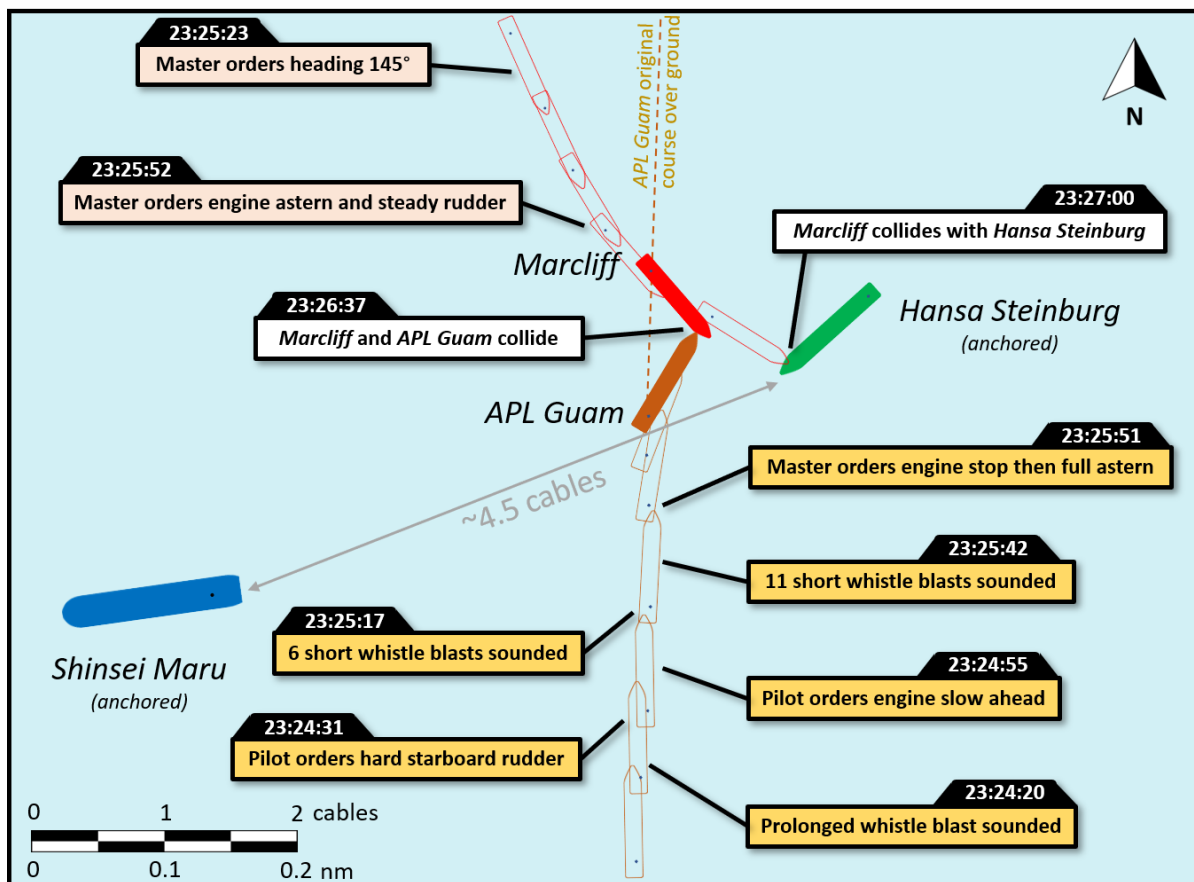 23:25:23
Master orders heading 145°
APL Guam original
course over ground
N
23:25:52
Master orders engine astern and steady rudder
23:27:00
Marcliff collides with Hansa Steinburg
Marcliff
23:26:37
Marcliff and APL Guam collide
Hansa Steinburg
(anchored)
APL Guam
23:25:51
Master orders engine stop then full astern
~4.5 cables
23:25:42
11 short whistle blasts sounded
23:25:17
6 short whistle blasts sounded
Shinsei Maru
(anchored)
23:24:55
Pilot orders engine slow ahead
23:24:31
Pilot orders hard starboard rudder
23:24:20
Prolonged whistle blast sounded
0 1 2 cables
0 0.1 0.2 nm